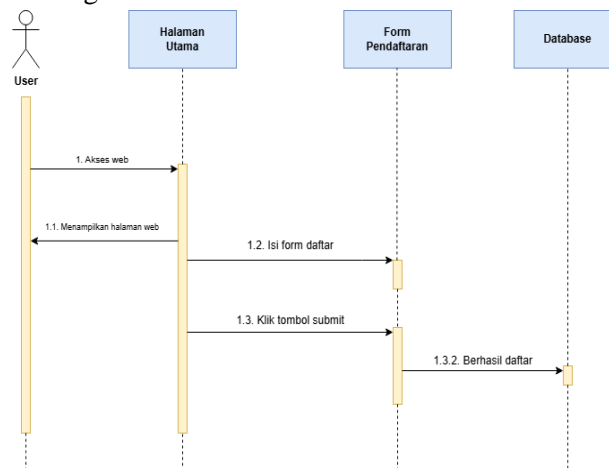 Halaman
Utama
Form
Pendaftaran
Database
User
1. Akses web
1.1. Menampilkan halaman web
1.2. Isi form daftar
1.3. Klik tombol submit
1.3.2. Berhasil daftar